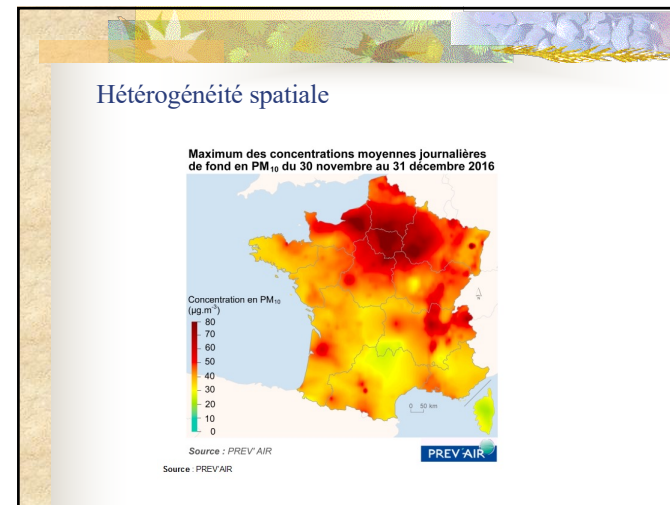 Hétérogénéité spatiale
Maximum des concentrations moyennes journalières
de fond en PM₁₀ du 30 novembre au 31 décembre 2016
Concentration en PM₁₀
(µg.m⁻³)
80
70
60
50
40
30
20
10
0
0 50 km
Source : PREV'AIR
PREV'AIR
Source : PREV'AIR